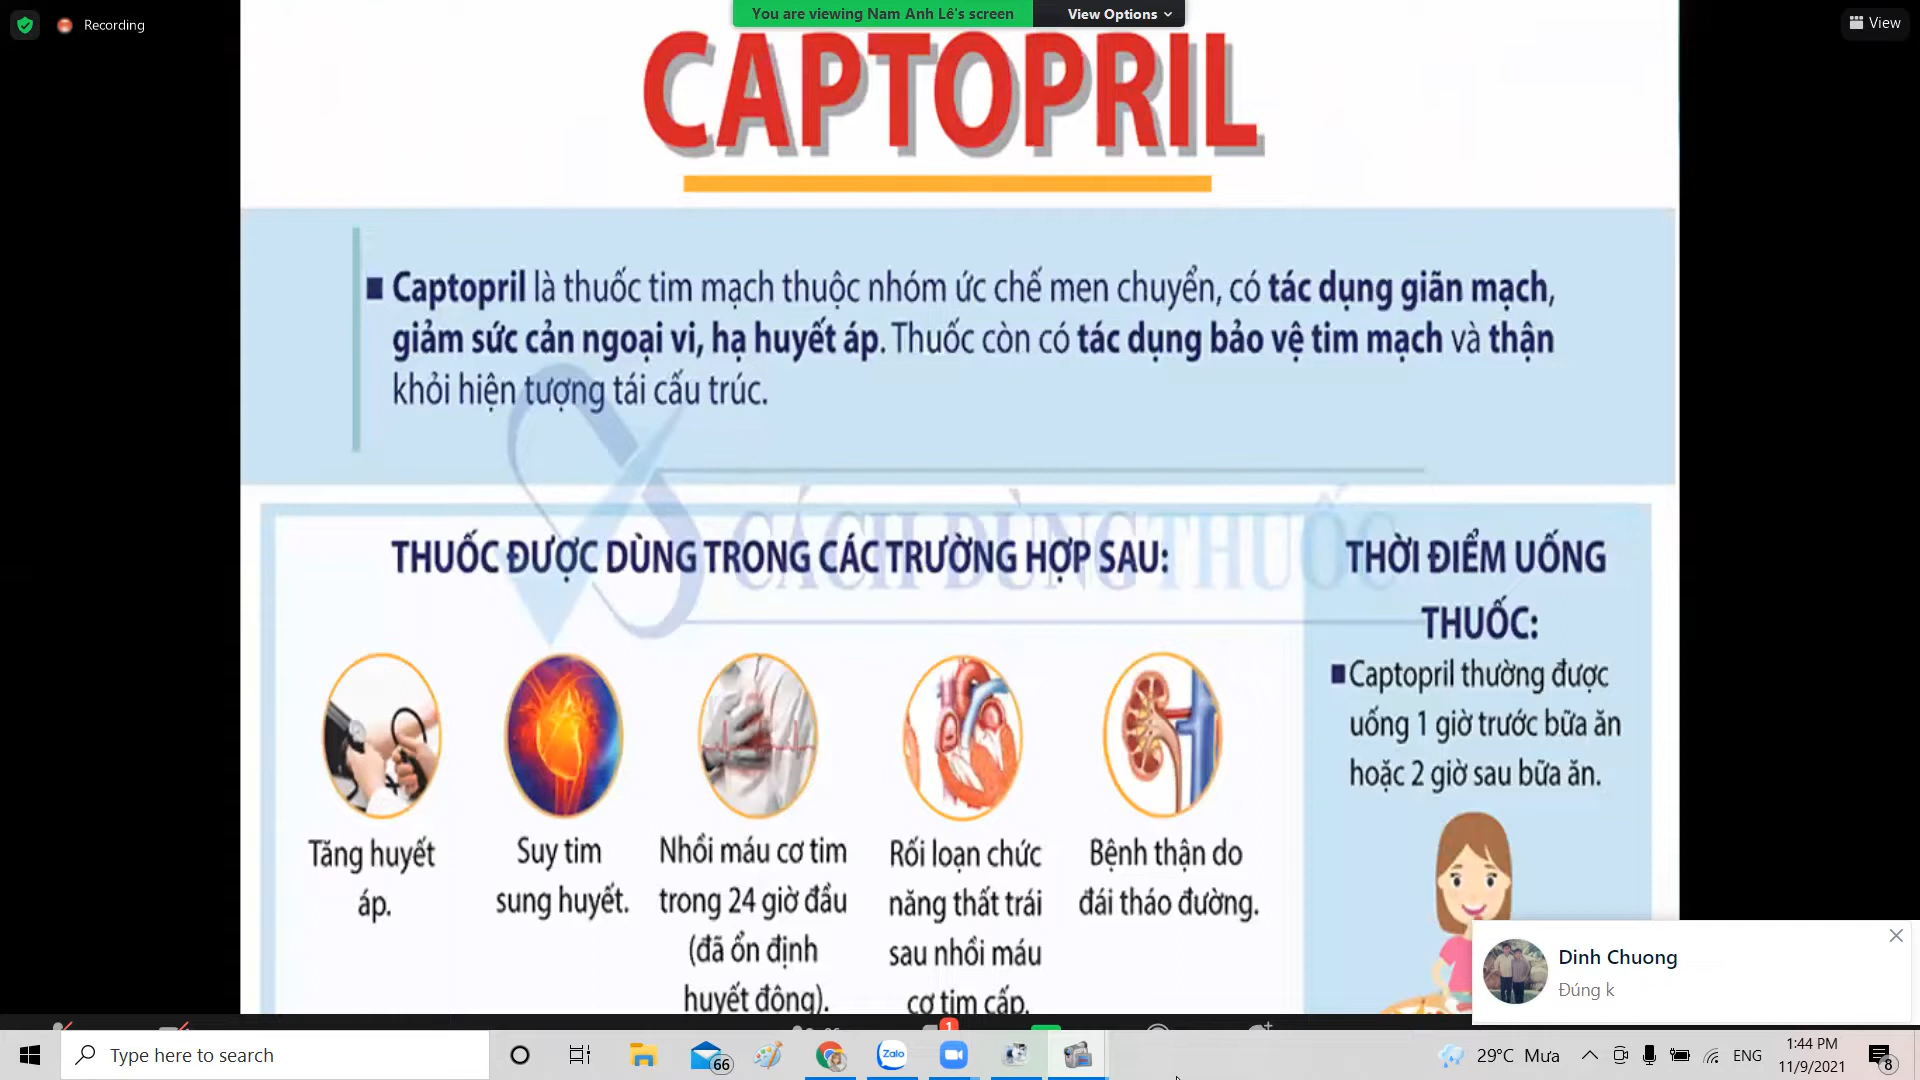 Recording
You are viewing Nam Anh Lê's screen
View Options
View
CAPTOPRIL
■ Captopril là thuốc tim mạch thuộc nhóm ức chế men chuyển, có tác dụng giãn mạch,
giảm sức cản ngoại vi, hạ huyết áp. Thuốc còn có tác dụng bảo vệ tim mạch và thận
khỏi hiện tượng tái cấu trúc.
CÁCH DÙNG THUỐC
THUỐC ĐƯỢC DÙNG TRONG CÁC TRƯỜNG HỢP SAU:
Tăng huyết
áp.
Suy tim
sung huyết.
Nhồi máu cơ tim
trong 24 giờ đầu
(đã ổn định
huyết động).
Rối loạn chức
năng thất trái
sau nhồi máu
cơ tim cấp.
Bệnh thận do
đái tháo đường.
THỜI ĐIỂM UỐNG
THUỐC:
■ Captopril thường được
uống 1 giờ trước bữa ăn
hoặc 2 giờ sau bữa ăn.
Dinh Chuong
Đúng k
Type here to search
66
Zalo
1
29°C Mưa
ENG
1:44 PM
11/9/2021
8